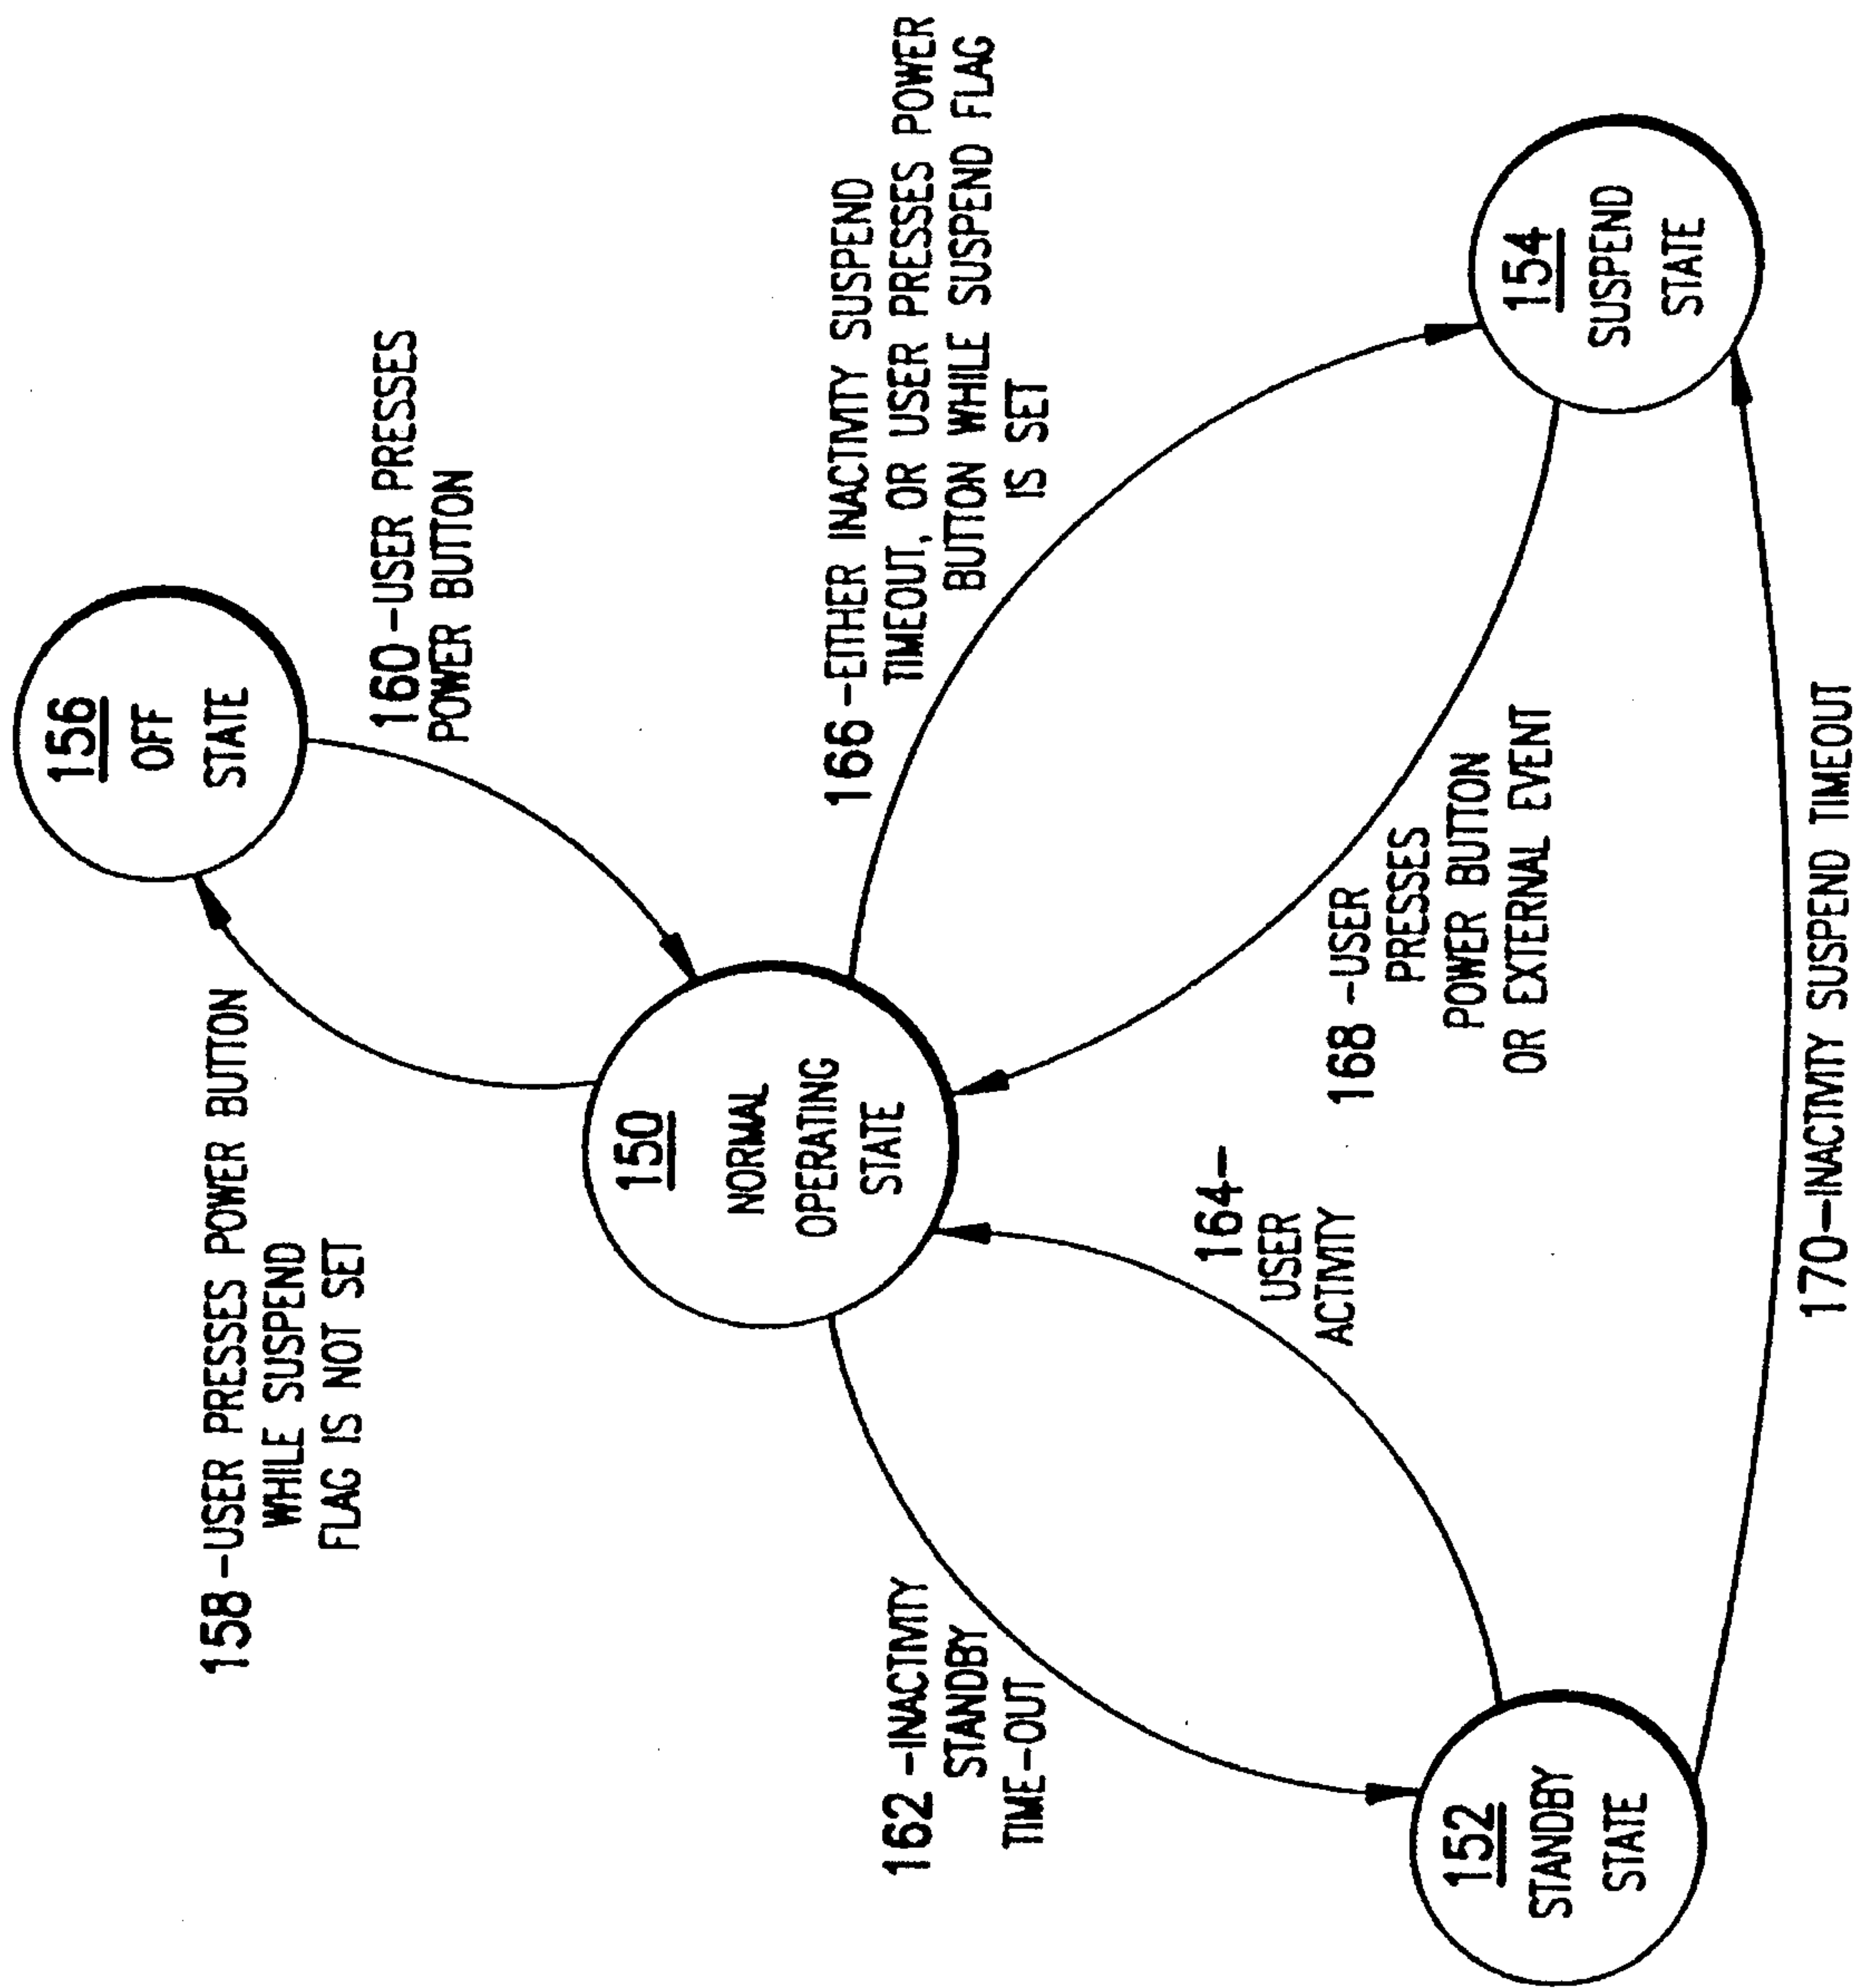 156
OFF
STATE
158-USER PRESSES POWER BUTTON
WHILE SUSPEND
FLAG IS NOT SET
160-USER PRESSES
POWER BUTTON
150
NORMAL
OPERATING
STATE
162-INACTIVITY
STANDBY
TIME-OUT
166-EITHER INACTIVITY SUSPEND
TIMEOUT, OR USER PRESSES POWER
BUTTON WHILE SUSPEND FLAG
IS SET
164-
USER
ACTIVITY
168-USER
PRESSES
POWER BUTTON
OR EXTERNAL EVENT
152
STANDBY
STATE
154
SUSPEND
STATE
170-INACTIVITY SUSPEND TIMEOUT